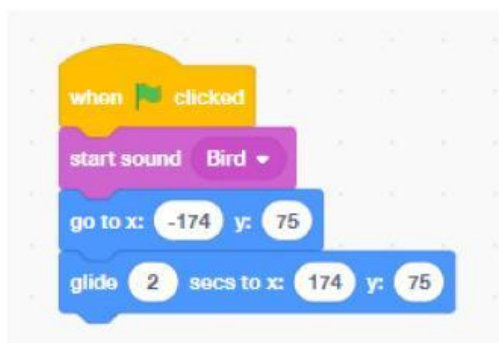 when clicked
start sound Bird
go to x: -174 y: 75
glide 2 secs to x: 174 y: 75